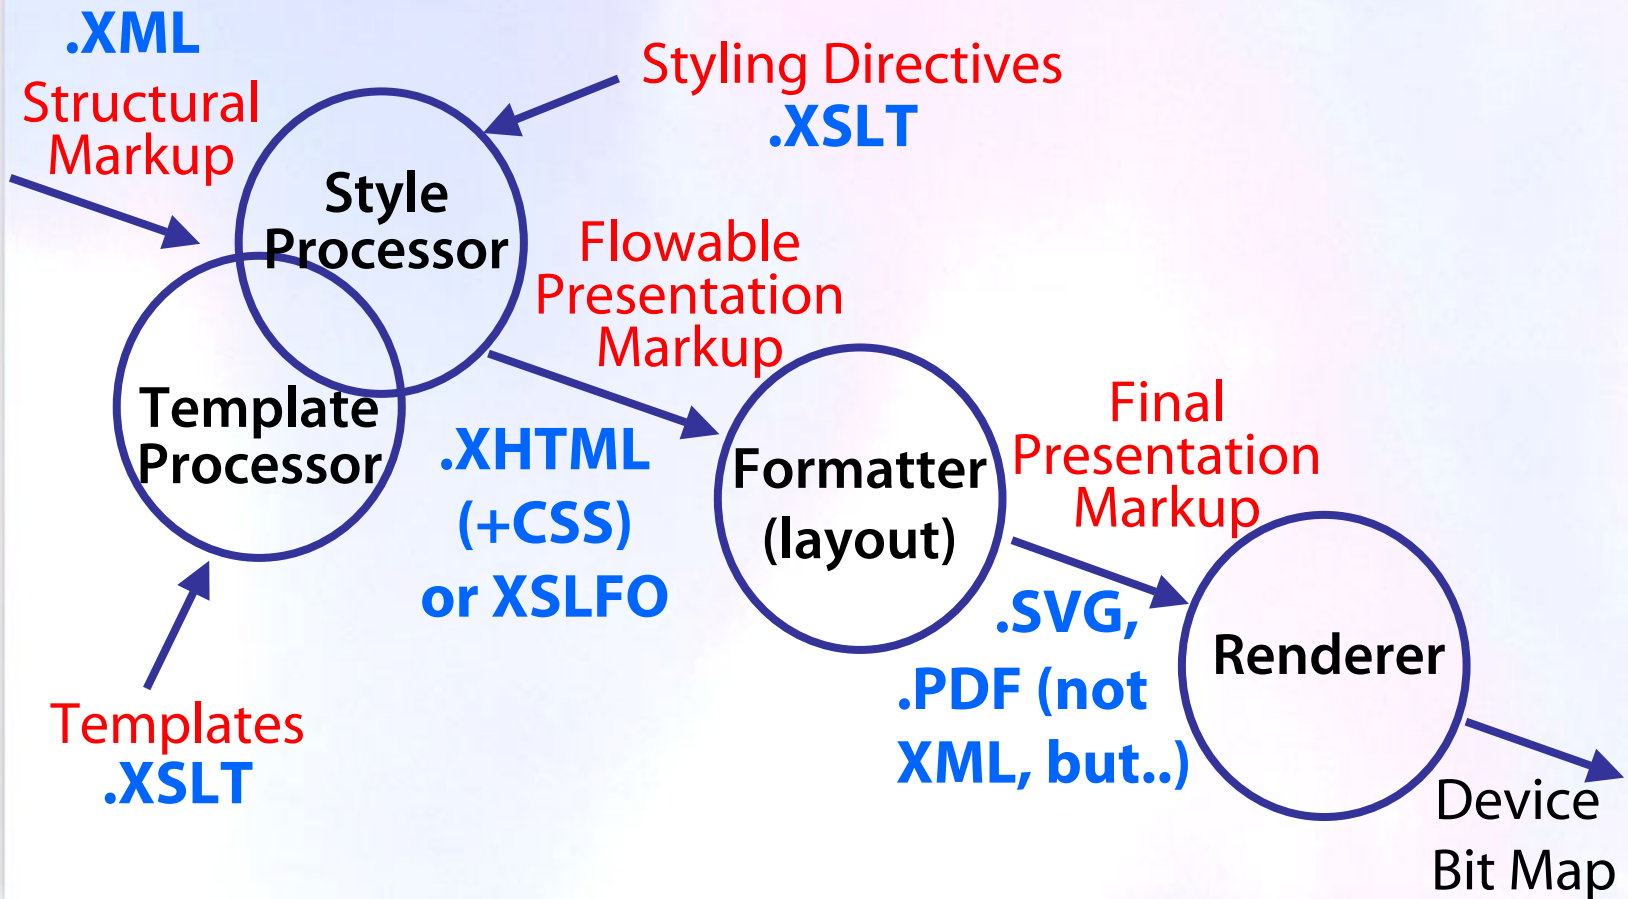 .XML
Structural
Markup
Styling Directives
.XSLT
Style
Processor
Flowable
Presentation
Markup
Template
Processor
.XHTML
(+CSS)
or XSLFO
Templates
.XSLT
Formatter
(layout)
Final
Presentation
Markup
.SVG,
.PDF (not
XML, but..)
Renderer
Device
Bit Map